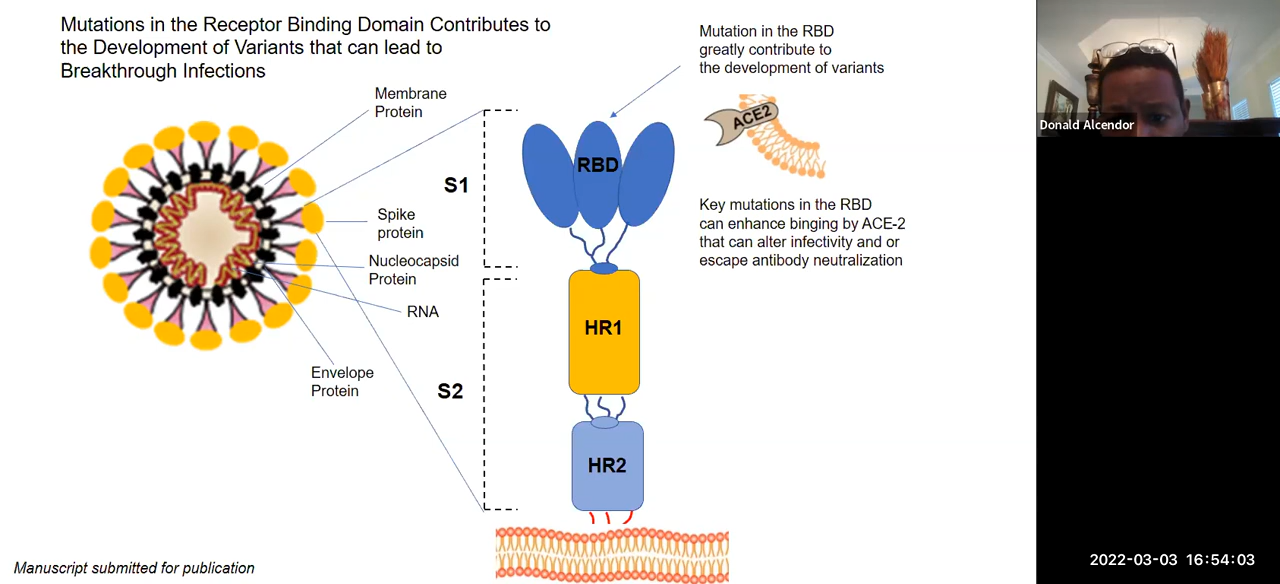 Mutations in the Receptor Binding Domain Contributes to
the Development of Variants that can lead to
Breakthrough Infections
Membrane
Protein
Spike
protein
Nucleocapsid
Protein
RNA
Envelope
Protein
S1
S2
RBD
HR1
HR2
Mutation in the RBD
greatly contribute to
the development of variants
ACE2
Key mutations in the RBD
can enhance binging by ACE-2
that can alter infectivity and or
escape antibody neutralization
Manuscript submitted for publication
Donald Alcendor
2022-03-03 16:54:03